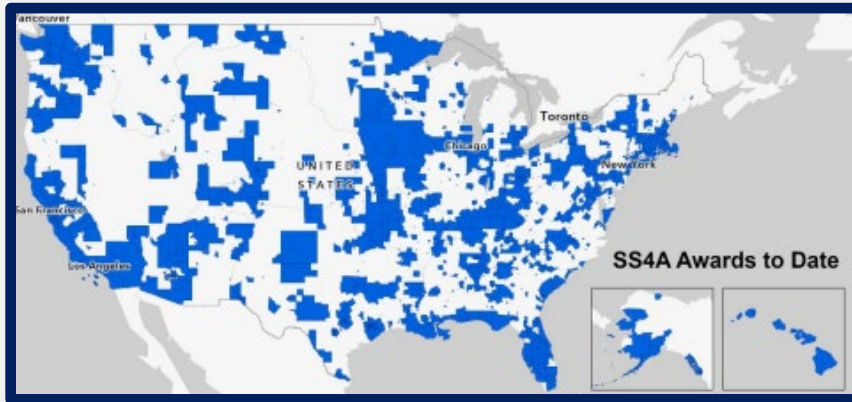 Vancouver
Toronto
Chicago
New York
UNITED
STATES
San Francisco
Los Angeles
SS4A Awards to Date